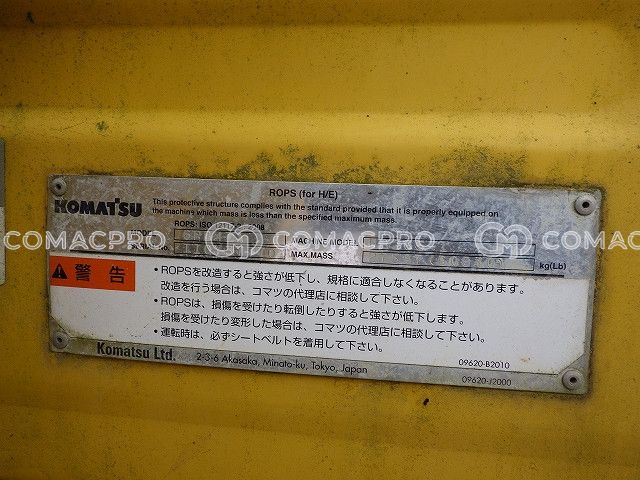 ROPS (for H/E)
KOMATSU
This protective structure complies with the standard provided that it is properly equipped on
the machine which mass is less than the specified maximum mass.
ROPS: ISO 12117-2:2008
MODEL
MACHINE MODEL
MAX.MASS
kg(Lb)
COMACPRO COMACPRO COMACPRO
警告
・ROPSを改造すると強さが低下し、規格に適合しなくなることがあります。
改造を行う場合は、コマツの代理店に相談して下さい。
・ROPSは、損傷を受けたり転倒したりすると強さが低下します。
損傷を受けたり変形した場合は、コマツの代理店に相談して下さい。
・運転時は、必ずシートベルトを着用して下さい。
Komatsu Ltd.
2-3-6 Akasaka, Minato-ku, Tokyo, Japan
09620-B2010
09620-J2000